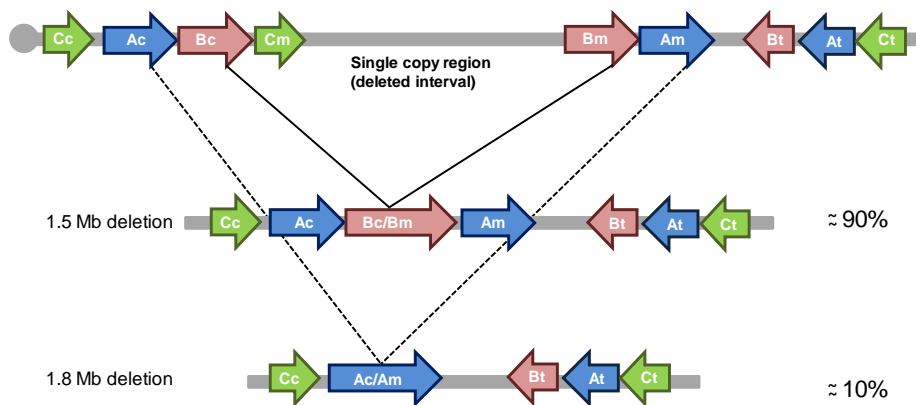 Cc Ac Bc Cm Bm Am Bt At Ct
Single copy region
(deleted interval)
1.5 Mb deletion Cc Ac Bc/Bm Am Bt At Ct ≈ 90%
1.8 Mb deletion Cc Ac/Am Bt At Ct ≈ 10%